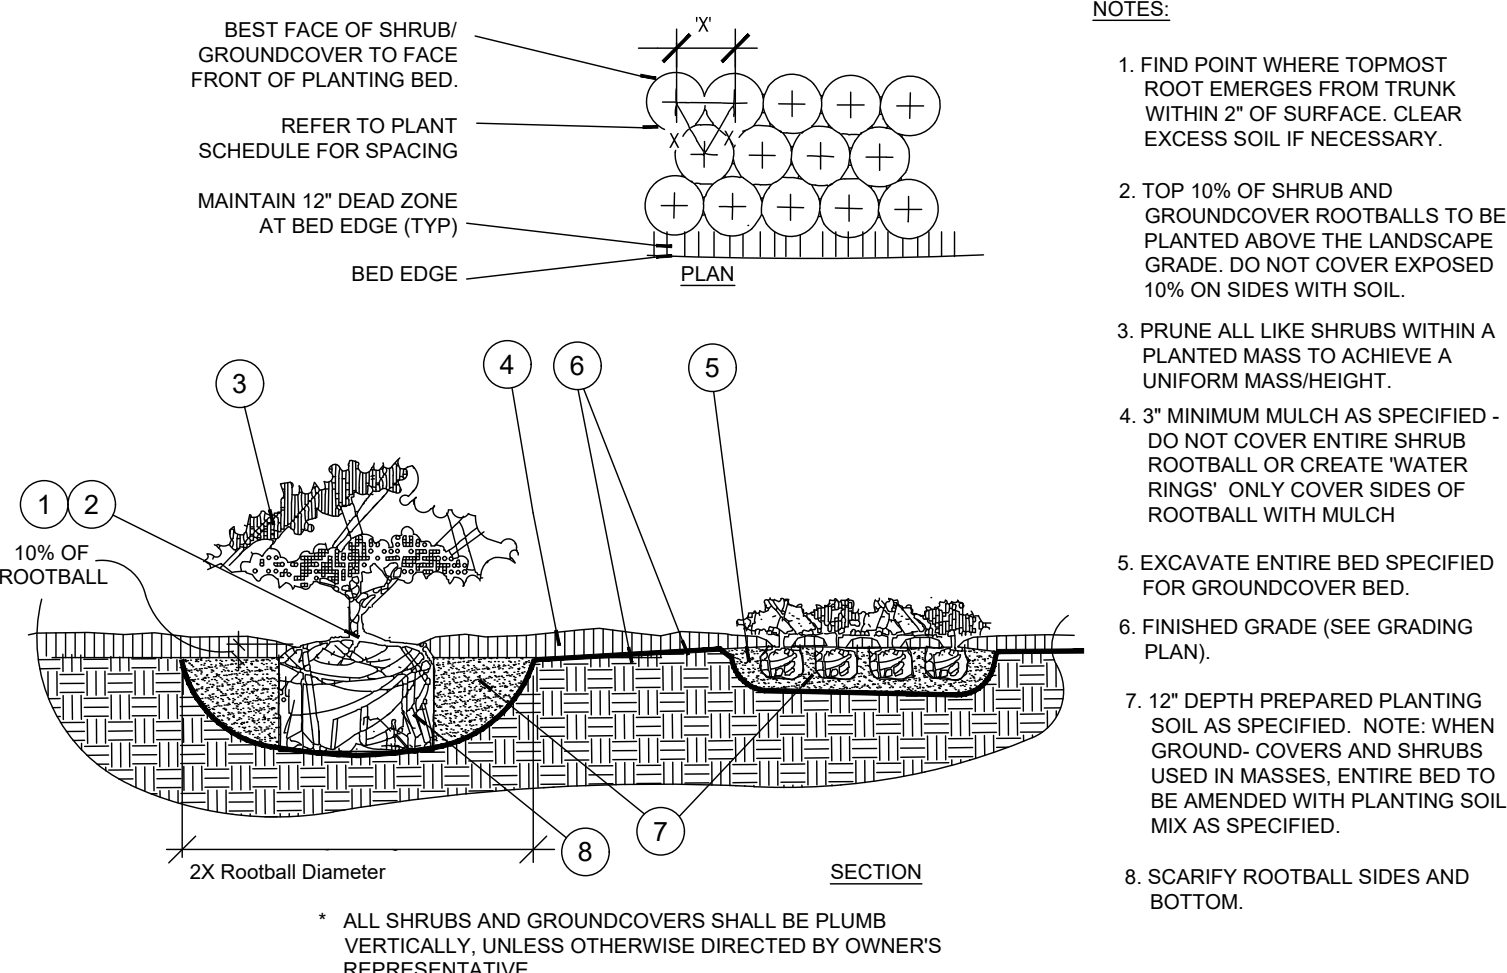 BEST FACE OF SHRUB/
GROUNDCOVER TO FACE
FRONT OF PLANTING BED.
REFER TO PLANT
SCHEDULE FOR SPACING
MAINTAIN 12" DEAD ZONE
AT BED EDGE (TYP)
BED EDGE
'X'
X
X
PLAN
3
4
6
5
1
2
10% OF
ROOTBALL
7
8
2X Rootball Diameter
SECTION
* ALL SHRUBS AND GROUNDCOVERS SHALL BE PLUMB
VERTICALLY, UNLESS OTHERWISE DIRECTED BY OWNER'S
REPRESENTATIVE
NOTES:
1. FIND POINT WHERE TOPMOST
ROOT EMERGES FROM TRUNK
WITHIN 2" OF SURFACE. CLEAR
EXCESS SOIL IF NECESSARY.
2. TOP 10% OF SHRUB AND
GROUNDCOVER ROOTBALLS TO BE
PLANTED ABOVE THE LANDSCAPE
GRADE. DO NOT COVER EXPOSED
10% ON SIDES WITH SOIL.
3. PRUNE ALL LIKE SHRUBS WITHIN A
PLANTED MASS TO ACHIEVE A
UNIFORM MASS/HEIGHT.
4. 3" MINIMUM MULCH AS SPECIFIED -
DO NOT COVER ENTIRE SHRUB
ROOTBALL OR CREATE 'WATER
RINGS' ONLY COVER SIDES OF
ROOTBALL WITH MULCH
5. EXCAVATE ENTIRE BED SPECIFIED
FOR GROUNDCOVER BED.
6. FINISHED GRADE (SEE GRADING
PLAN).
7. 12" DEPTH PREPARED PLANTING
SOIL AS SPECIFIED. NOTE: WHEN
GROUND- COVERS AND SHRUBS
USED IN MASSES, ENTIRE BED TO
BE AMENDED WITH PLANTING SOIL
MIX AS SPECIFIED.
8. SCARIFY ROOTBALL SIDES AND
BOTTOM.